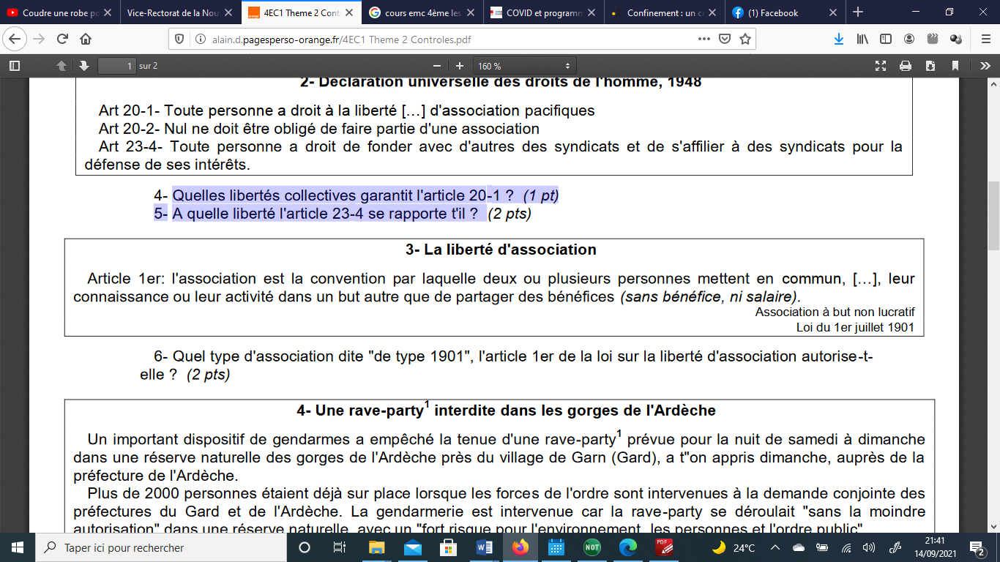 Coudre une robe po
Vice-Rectorat de la Nouv
4EC1 Theme 2 Cont
cours emc 4ème les
COVID et programm
Confinement : un c
(1) Facebook
alain.d.pagesperso-orange.fr/4EC1 Theme 2 Controles.pdf
1 sur 2
160 %
2- Déclaration universelle des droits de l'homme, 1948
Art 20-1- Toute personne a droit à la liberté […] d'association pacifiques
Art 20-2- Nul ne doit être obligé de faire partie d'une association
Art 23-4- Toute personne a droit de fonder avec d'autres des syndicats et de s'affilier à des syndicats pour la
défense de ses intérêts.
4- Quelles libertés collectives garantit l'article 20-1 ? (1 pt)
5- A quelle liberté l'article 23-4 se rapporte t'il ? (2 pts)
3- La liberté d'association
Article 1er: l'association est la convention par laquelle deux ou plusieurs personnes mettent en commun, […], leur
connaissance ou leur activité dans un but autre que de partager des bénéfices (sans bénéfice, ni salaire).
Association à but non lucratif
Loi du 1er juillet 1901
6- Quel type d'association dite "de type 1901", l'article 1er de la loi sur la liberté d'association autorise-t-
elle ? (2 pts)
4- Une rave-party1 interdite dans les gorges de l'Ardèche
Un important dispositif de gendarmes a empêché la tenue d'une rave-party1 prévue pour la nuit de samedi à dimanche
dans une réserve naturelle des gorges de l'Ardèche près du village de Garn (Gard), a t"on appris dimanche, auprès de la
préfecture de l'Ardèche.
Plus de 2000 personnes étaient déjà sur place lorsque les forces de l'ordre sont intervenues à la demande conjointe des
préfectures du Gard et de l'Ardèche. La gendarmerie est intervenue car la rave-party se déroulait "sans la moindre
autorisation" dans une réserve naturelle, avec un "fort risque pour l'environnement, les personnes et l'ordre public".
Taper ici pour rechercher
NOT
PDF
24°C
21:41
14/09/2021
2